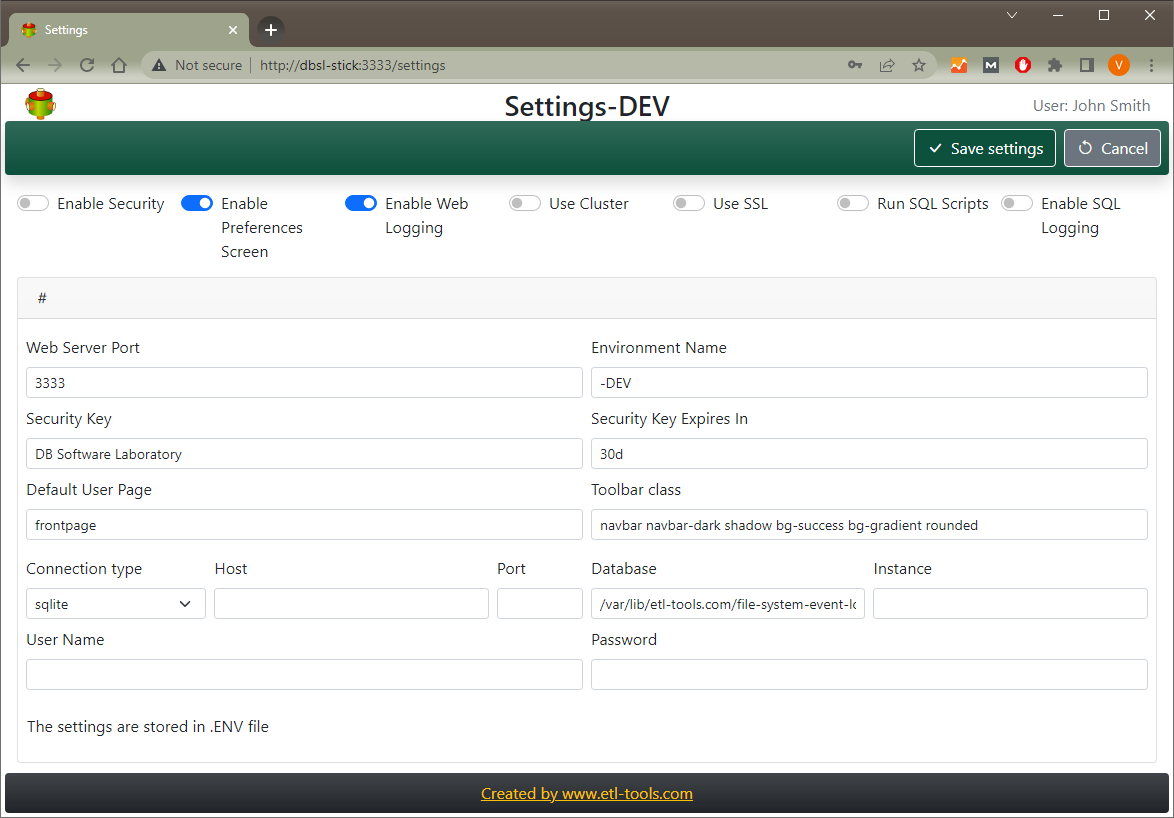 Settings
Not secure http://dbsl-stick:3333/settings
M
V
Settings-DEV
User: John Smith
Save settings
Cancel
Enable Security
Enable
Preferences
Screen
Enable Web
Logging
Use Cluster
Use SSL
Run SQL Scripts
Enable SQL
Logging
#
Web Server Port
Environment Name
3333
-DEV
Security Key
Security Key Expires In
DB Software Laboratory
30d
Default User Page
Toolbar class
frontpage
navbar navbar-dark shadow bg-success bg-gradient rounded
Connection type
Host
Port
Database
Instance
sqlite
/var/lib/etl-tools.com/file-system-event-lo
User Name
Password
The settings are stored in .ENV file
Created by www.etl-tools.com